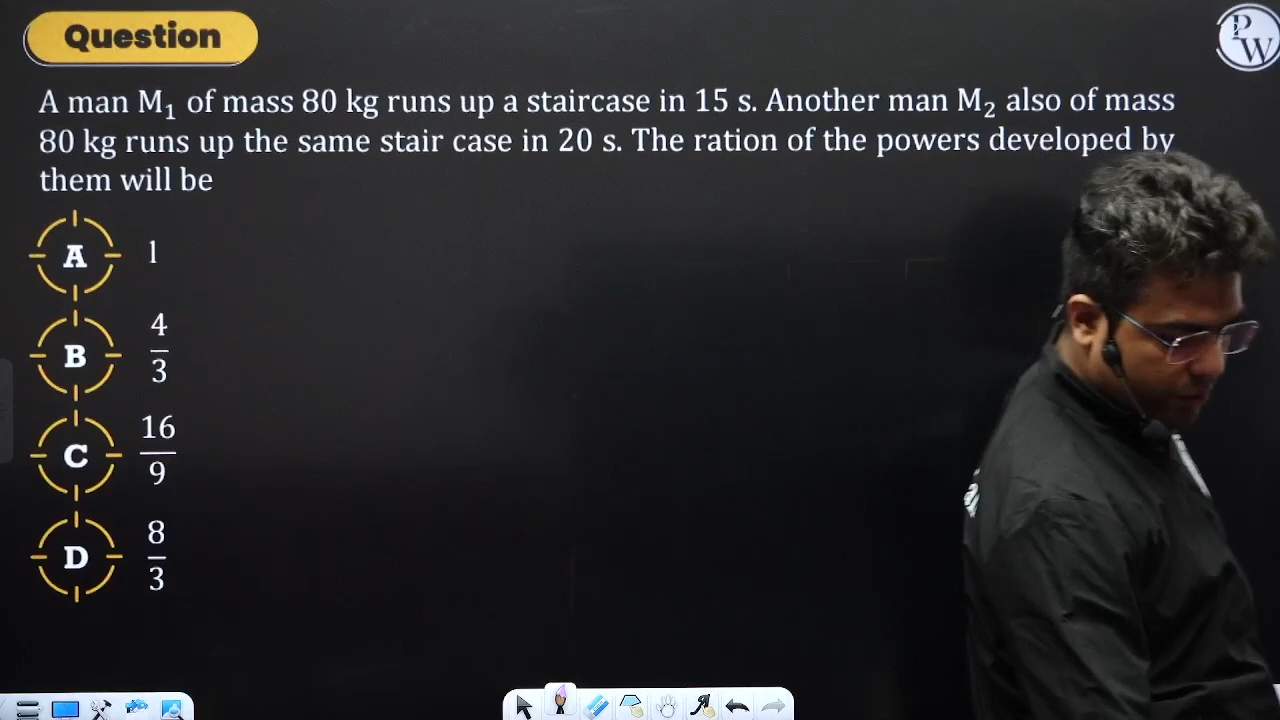 Question
PW
A man M₁ of mass 80 kg runs up a staircase in 15 s. Another man M₂ also of mass
80 kg runs up the same stair case in 20 s. The ration of the powers developed by
them will be
A 1
B 4/3
C 16/9
D 8/3